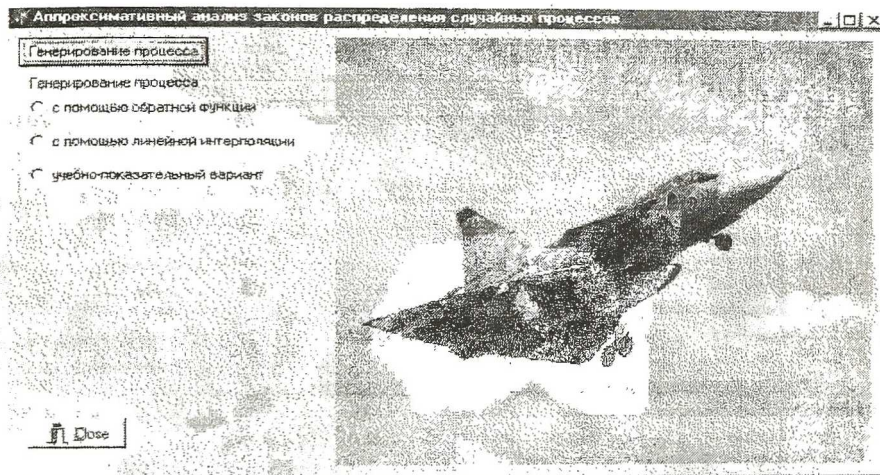 Аппроксимативный анализ законов распределения случайных процессов
Генерирование процесса
Генерирование процесса
с помощью обратной функции
с помощью линейной интерполяции
учебно-показательный вариант
Close